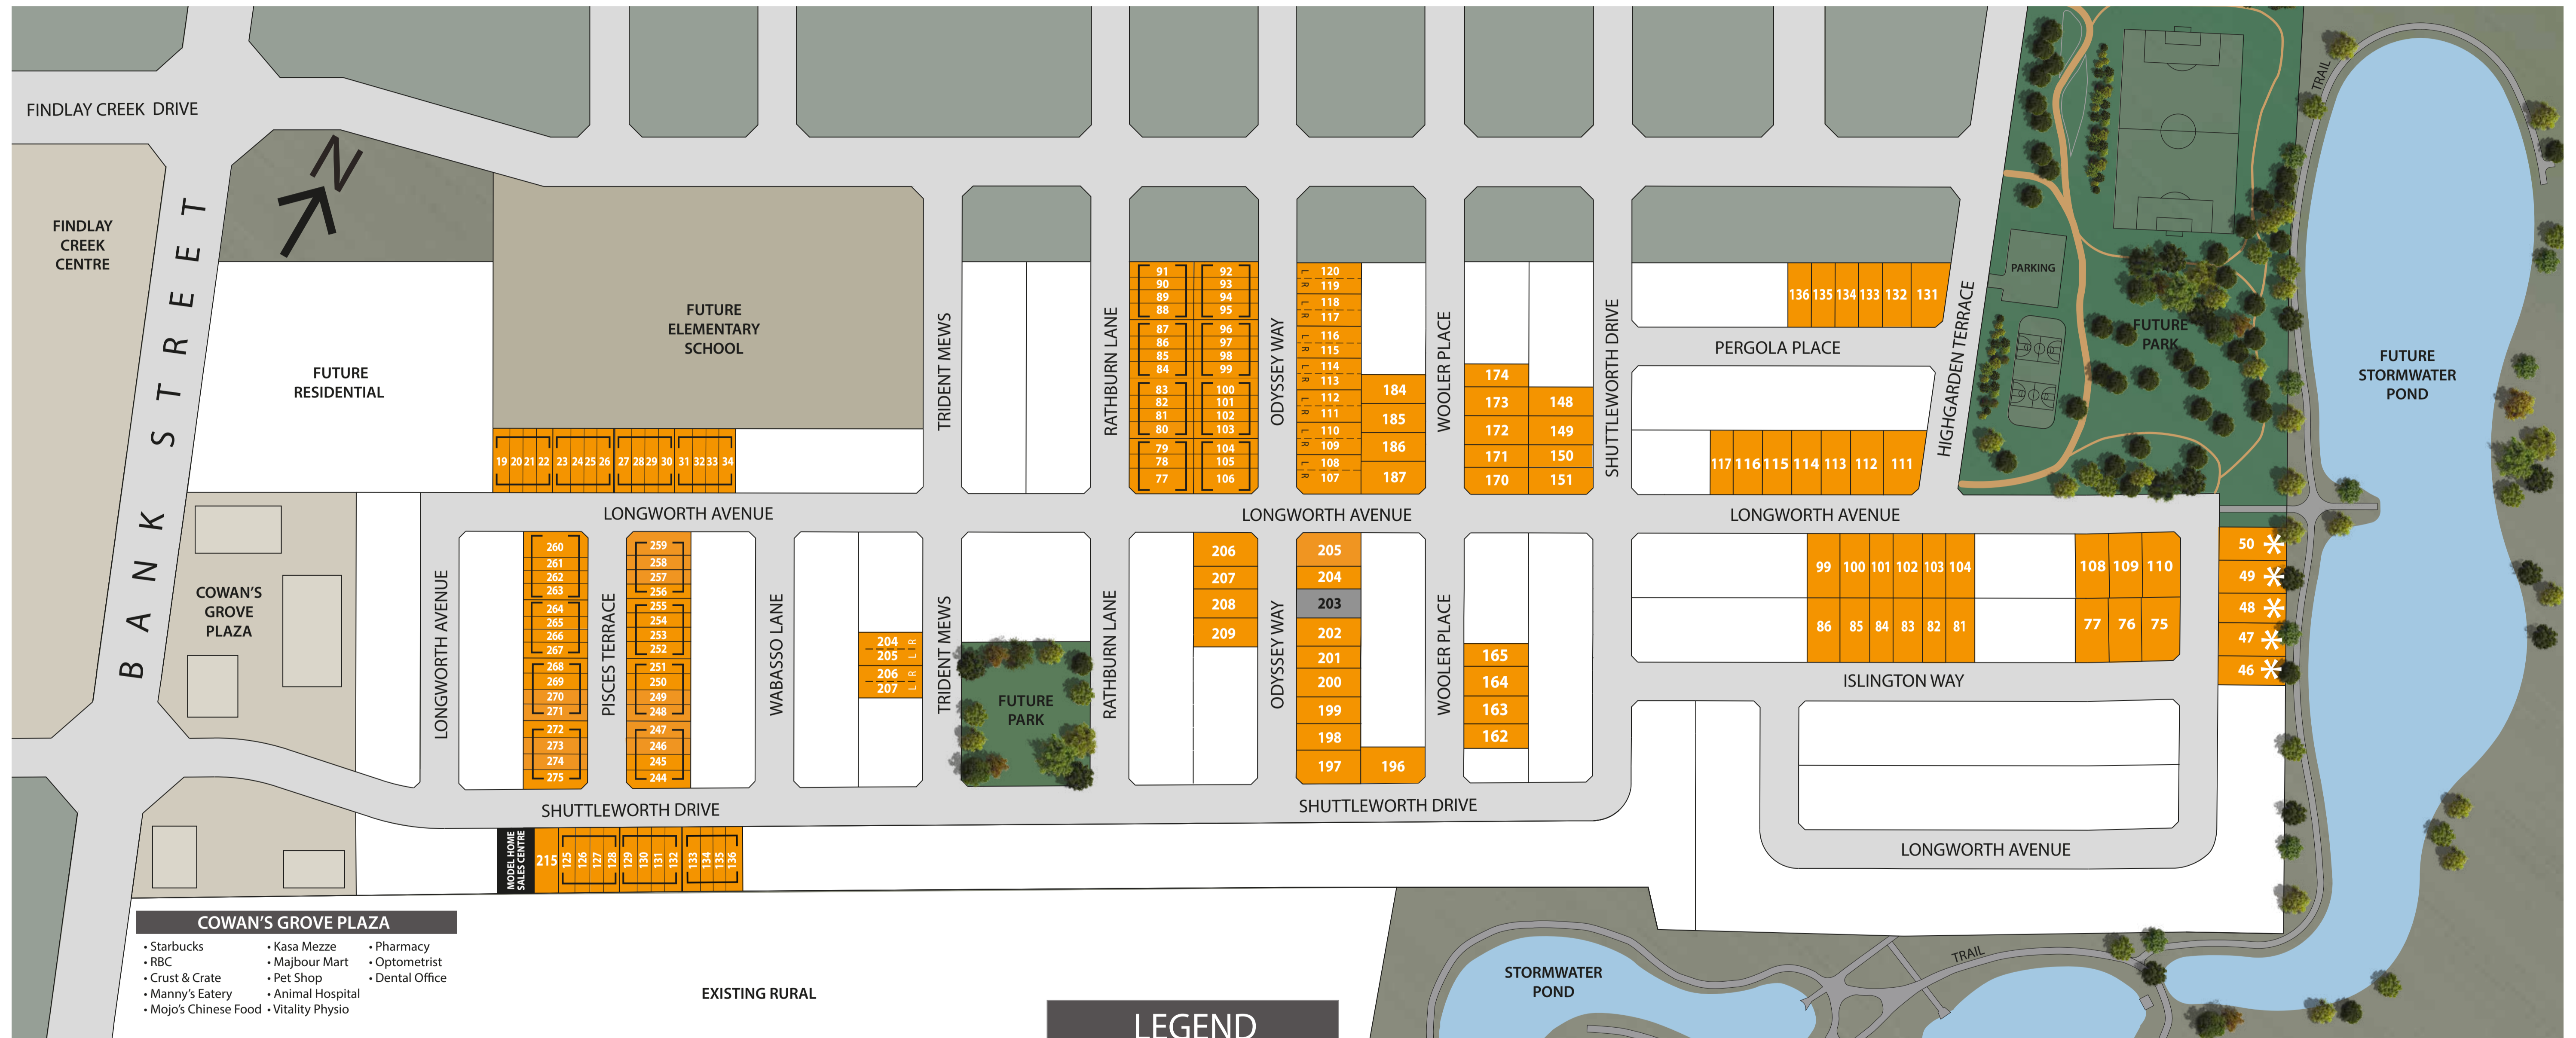 FINDLAY CREEK DRIVE
N
TRAIL
FINDLAY
CREEK
CENTRE
BANK STREET
FUTURE
RESIDENTIAL
FUTURE
ELEMENTARY
SCHOOL
TRIDENT MEWS
RATHBURN LANE
91
90
89
88
87
86
85
84
83
82
81
80
79
78
77
92
93
94
95
96
97
98
99
100
101
102
103
104
105
106
ODYSSEY WAY
L 120
R 119
L 118
R 117
L 116
R 115
L 114
R 113
L 112
R 111
L 110
R 109
L 108
R 107
184
185
186
187
WOOLER PLACE
174
173
172
171
170
148
149
150
151
SHUTTLEWORTH DRIVE
136 135 134 133 132 131
PERGOLA PLACE
117 116 115 114 113 112 111
HIGHGARDEN TERRACE
PARKING
FUTURE
PARK
FUTURE
STORMWATER
POND
19 20 21 22 23 24 25 26 27 28 29 30 31 32 33 34
LONGWORTH AVENUE
LONGWORTH AVENUE
LONGWORTH AVENUE
COWAN'S
GROVE
PLAZA
LONGWORTH AVENUE
260
261
262
263
264
265
266
267
268
269
270
271
272
273
274
275
PISCES TERRACE
259
258
257
256
255
254
253
252
251
250
249
248
247
246
245
244
WABASSO LANE
204 R
205 L
206 R
207 L
TRIDENT MEWS
FUTURE
PARK
RATHBURN LANE
206
207
208
209
ODYSSEY WAY
205
204
203
202
201
200
199
198
197
196
WOOLER PLACE
165
164
163
162
99 100 101 102 103 104
108 109 110
86 85 84 83 82 81
77 76 75
50
49
48
47
46
ISLINGTON WAY
SHUTTLEWORTH DRIVE
SHUTTLEWORTH DRIVE
MODEL HOME
SALES CENTRE
215
125 126 127 128 129 130 131 132 133 134 135 136
LONGWORTH AVENUE
COWAN'S GROVE PLAZA
• Starbucks
• RBC
• Crust & Crate
• Manny's Eatery
• Mojo's Chinese Food
• Kasa Mezze
• Majbour Mart
• Pet Shop
• Animal Hospital
• Vitality Physio
• Pharmacy
• Optometrist
• Dental Office
EXISTING RURAL
STORMWATER
POND
TRAIL
LEGEND